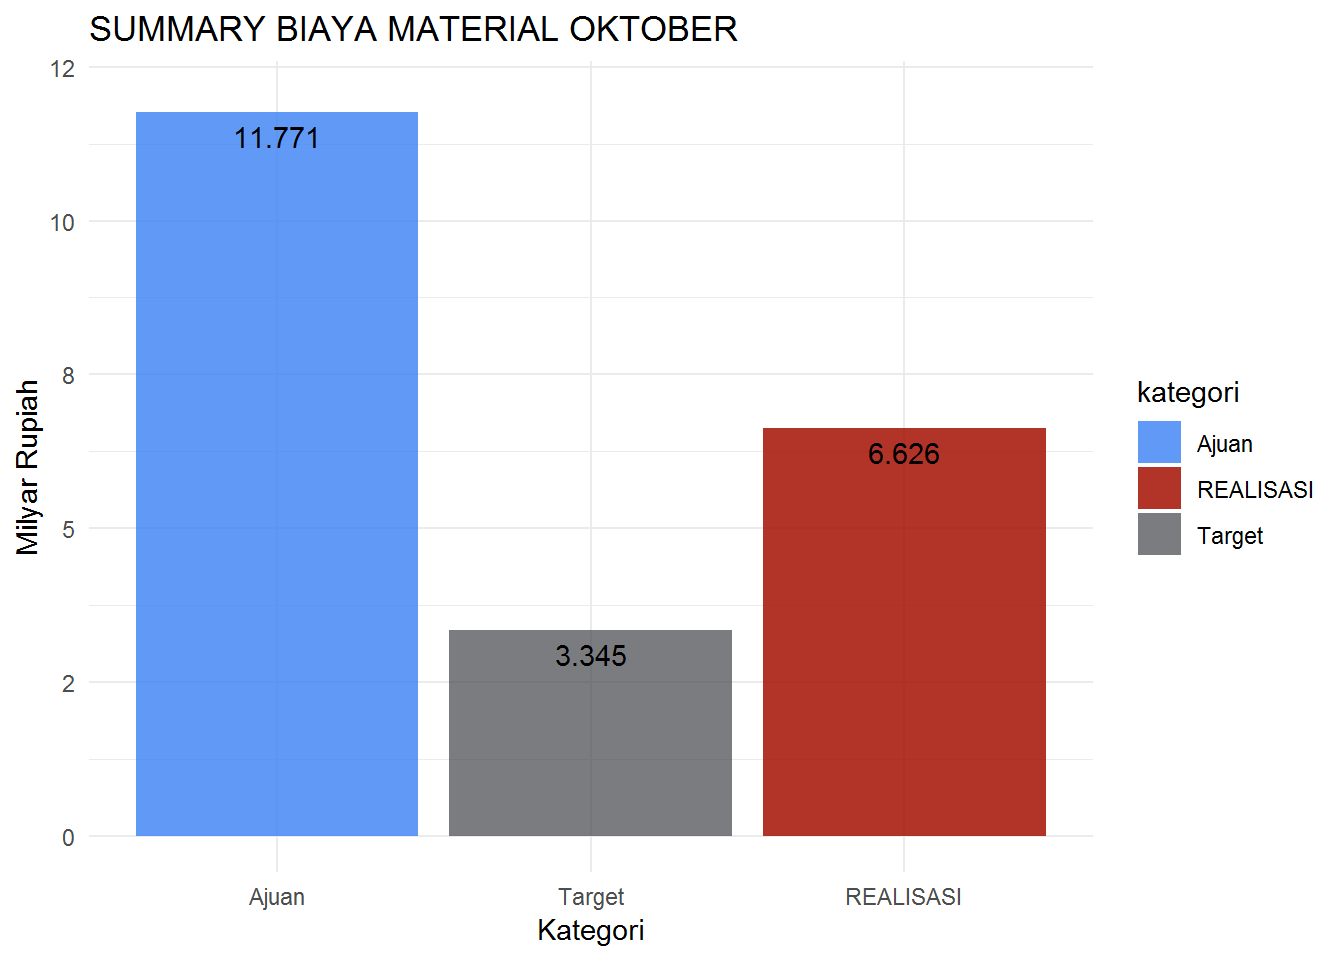 SUMMARY BIAYA MATERIAL OKTOBER
12
10
8
5
2
0
Milyar Rupiah
11.771
3.345
6.626
Ajuan
Target
REALISASI
Kategori
kategori
Ajuan
REALISASI
Target